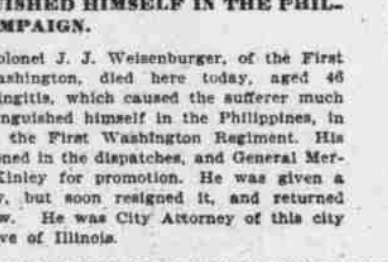 UISHED HIMSELF IN THE PHIL-
MPAIGN.
olonel J. J. Weisenburger, of the First
ashington, died here today, aged 46
ingitis, which caused the sufferer much
inguished himself in the Philippines, in
the First Washington Regiment. His
oned in the dispatches, and General Mer-
Kinley for promotion. He was given a
y, but soon resigned it, and returned
w. He was City Attorney of this city
ve of Illinois.